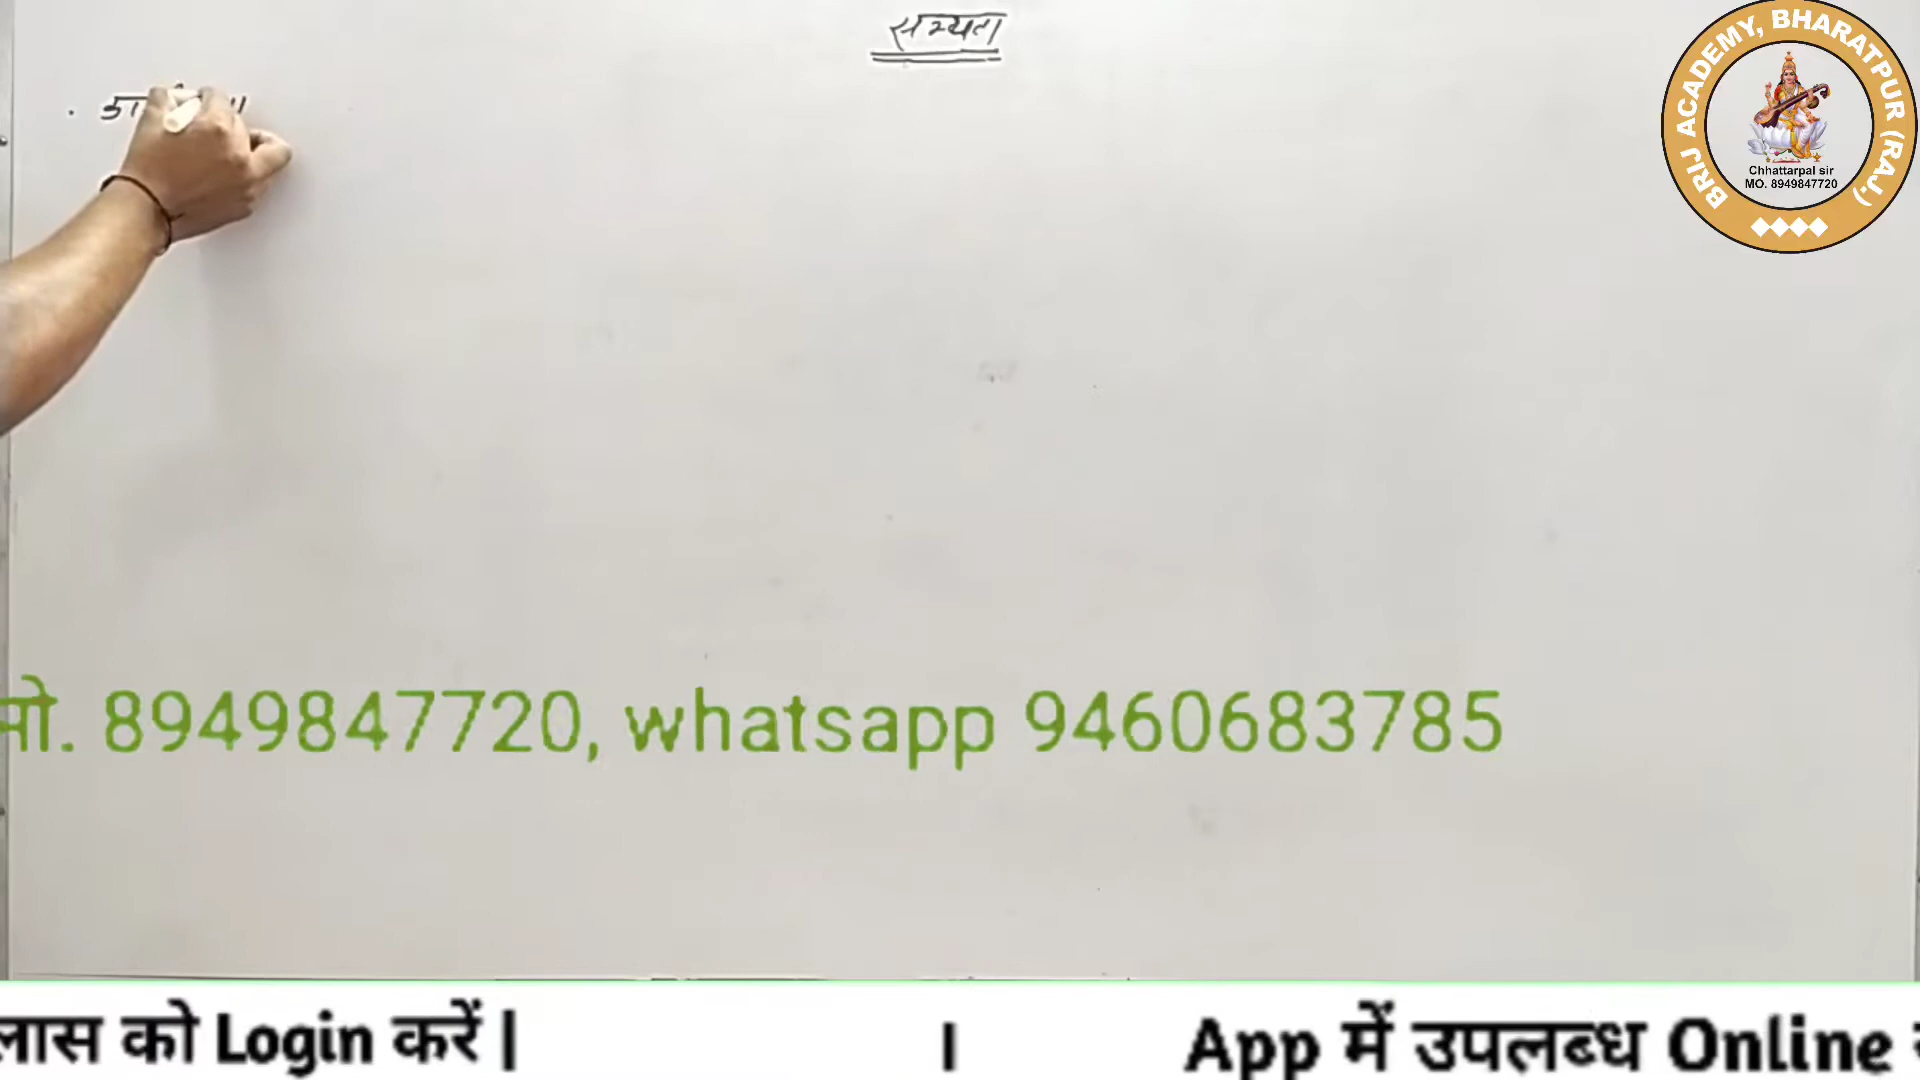 सभ्यता
BRIJ ACADEMY, BHARATPUR (RAJ.)
Chhattarpal sir
MO. 8949847720
मो. 8949847720, whatsapp 9460683785
लास को Login करें |
| App में उपलब्ध Online